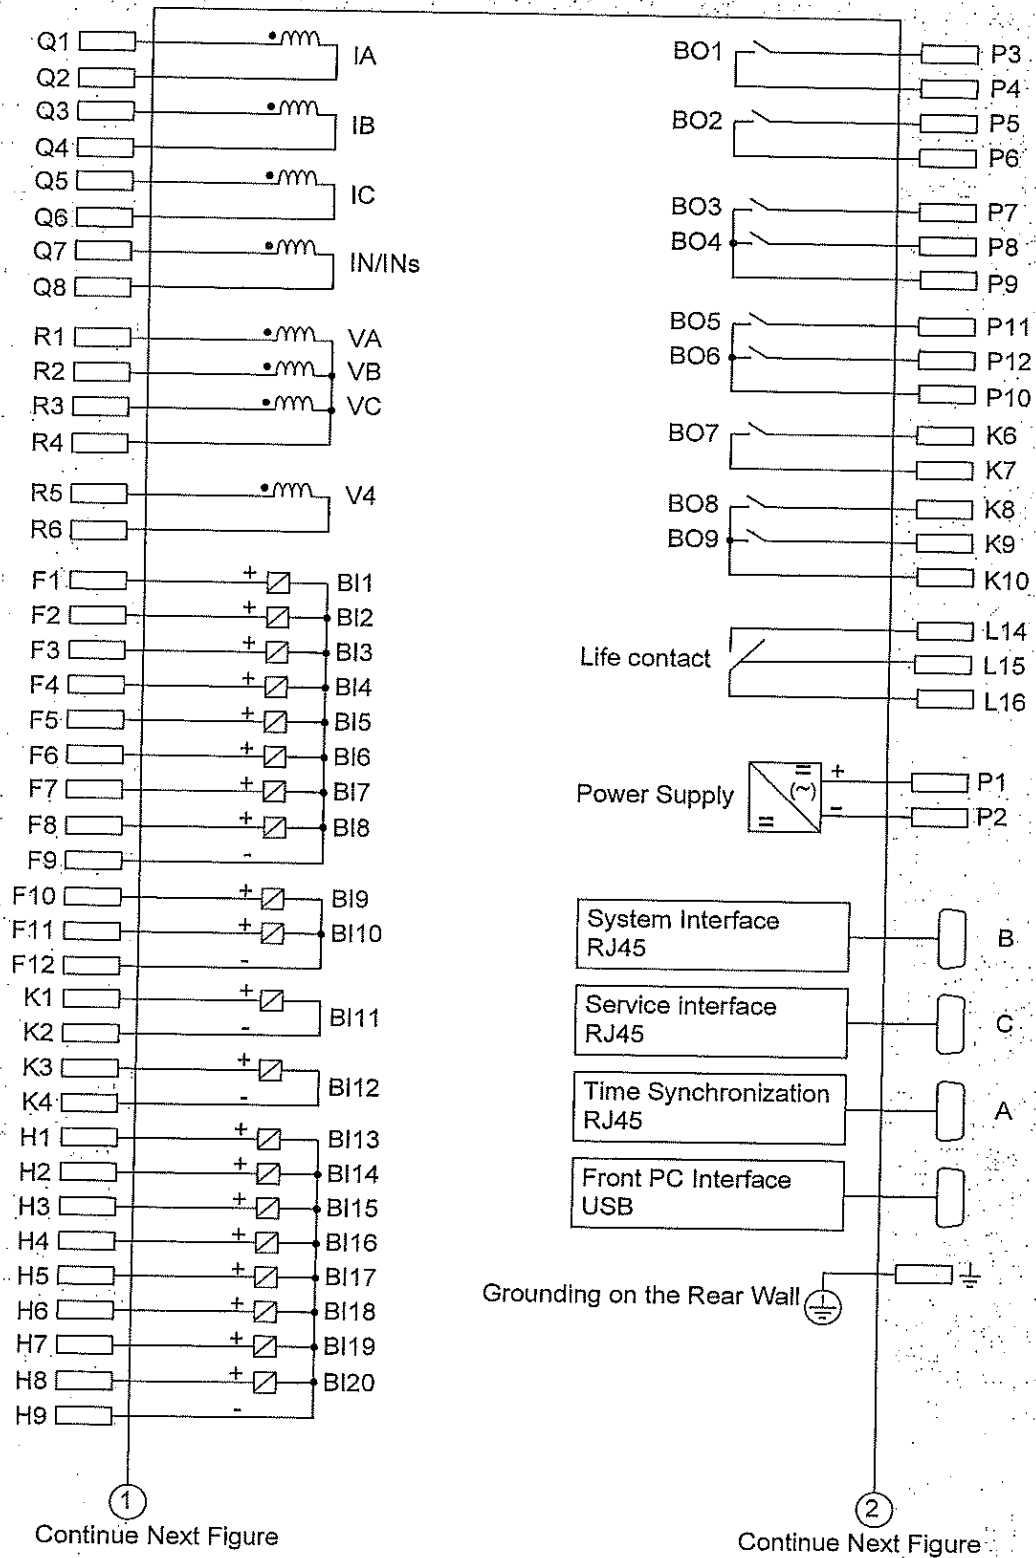 Q1
IA
Q2
Q3
IB
Q4
Q5
IC
Q6
Q7
IN/INs
Q8
R1 VA
R2 VB
R3 VC
R4
R5 V4
R6
F1 + BI1
F2 + BI2
F3 + BI3
F4 + BI4
F5 + BI5
F6 + BI6
F7 + BI7
F8 + BI8
F9 -
F10 + BI9
F11 + BI10
F12 -
K1 +
BI11
K2 -
K3 +
BI12
K4 -
H1 + BI13
H2 + BI14
H3 + BI15
H4 + BI16
H5 + BI17
H6 + BI18
H7 + BI19
H8 + BI20
H9 -
1
Continue Next Figure
BO1 P3
P4
BO2 P5
P6
BO3 P7
BO4 P8
P9
BO5 P11
BO6 P12
P10
BO7 K6
K7
BO8 K8
BO9 K9
K10
L14
Life contact L15
L16
Power Supply = (~) = + P1
- P2
System Interface
RJ45
B
Service interface
RJ45
C
Time Synchronization
RJ45
A
Front PC Interface
USB
Grounding on the Rear Wall
2
Continue Next Figure